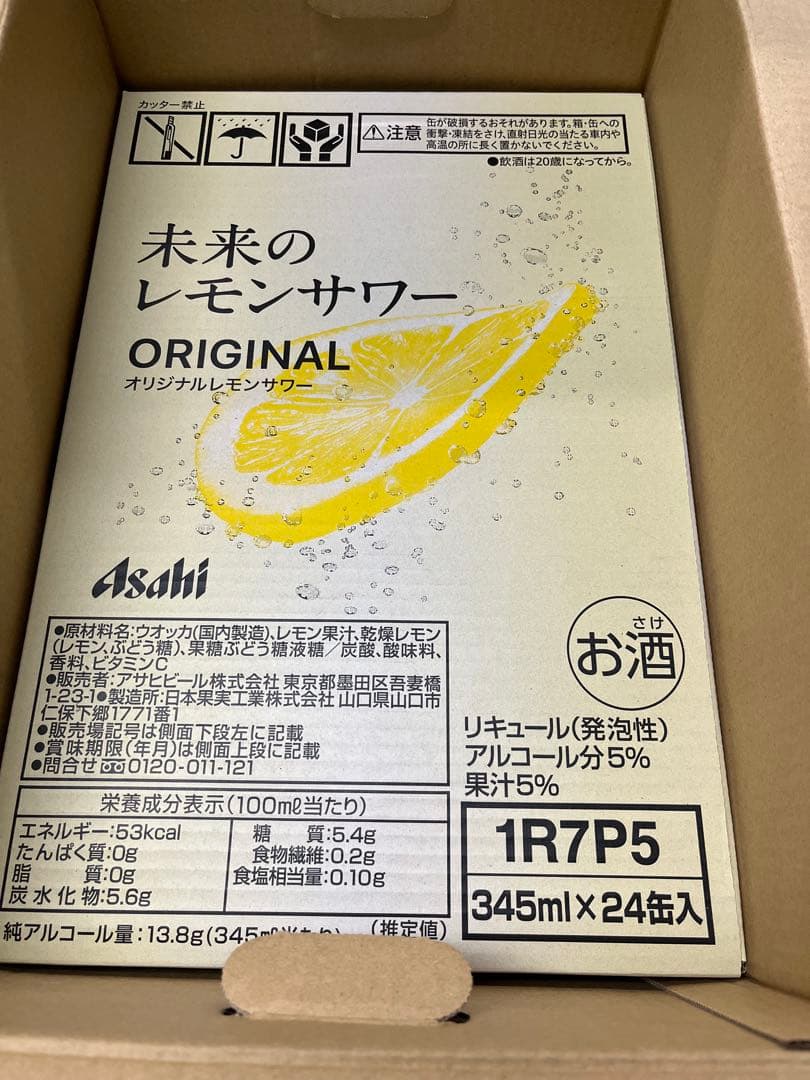 カッター禁止
⚠注意
缶が破損するおそれがあります。箱・缶への
衝撃・凍結をさけ、直射日光の当たる車内や
高温の所に長く置かないでください。
●飲酒は20歳になってから。
未来の
レモンサワー
ORIGINAL
オリジナルレモンサワー
Asahi
●原材料名:ウオッカ(国内製造)、レモン果汁、乾燥レモン
(レモン、ぶどう糖)、果糖ぶどう糖液糖/炭酸、酸味料、
香料、ビタミンC
●販売者:アサヒビール株式会社 東京都墨田区吾妻橋
1-23-1●製造所:日本果実工業株式会社 山口県山口市
仁保下郷1771番1
●販売場記号は側面下段左に記載
●賞味期限(年月)は側面上段に記載
●問合せ 0120-011-121
さけ
お酒
リキュール(発泡性)
アルコール分5%
果汁5%
栄養成分表示(100mℓ当たり)
エネルギー:53kcal
たんぱく質:0g
脂質:0g
炭水化物:5.6g
糖質:5.4g
食物繊維:0.2g
食塩相当量:0.10g
純アルコール量:13.8g(345mℓ当たり) (推定値)
1R7P5
345ml×24缶入